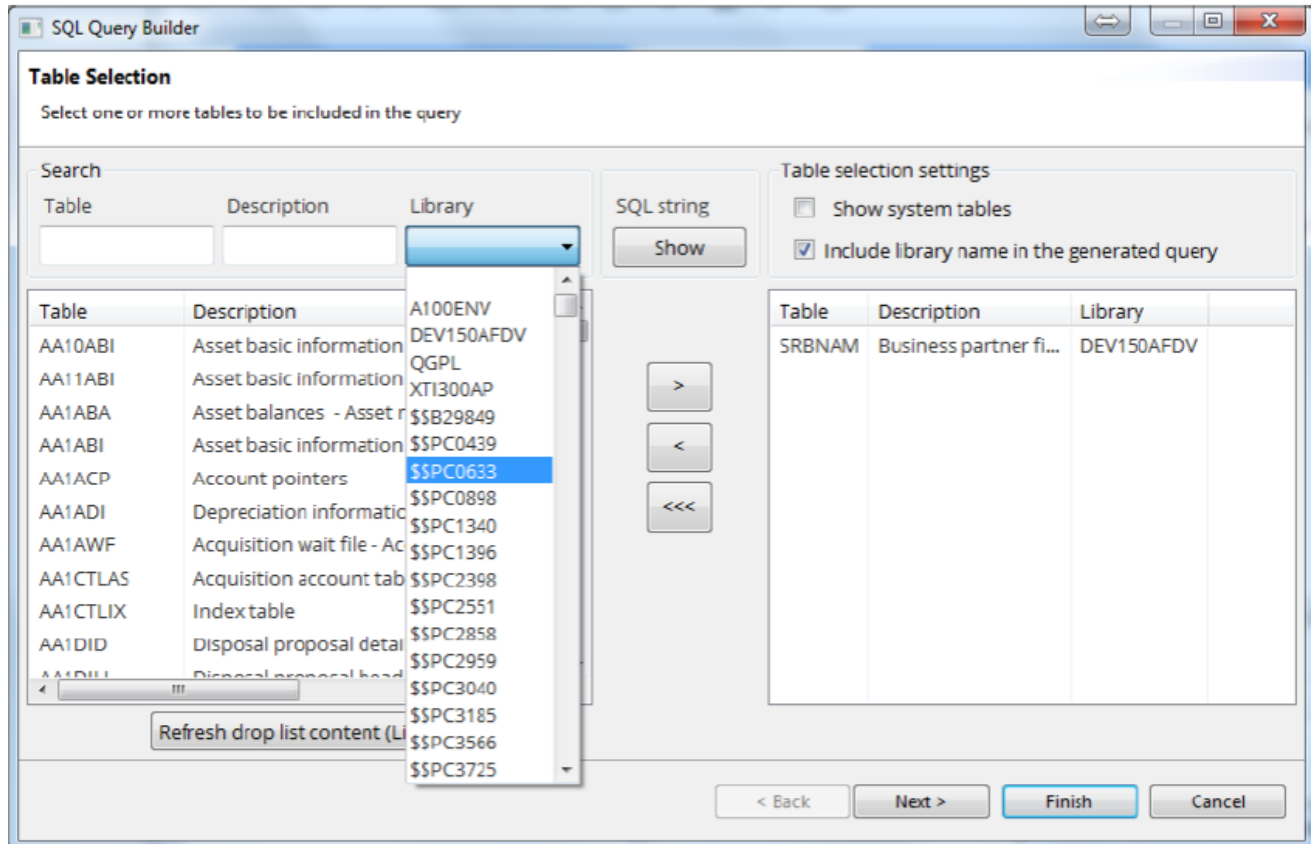 SQL Query Builder
Table Selection
Select one or more tables to be included in the query
Search
Table Description Library
SQL string
Show
Table selection settings
Show system tables
Include library name in the generated query
Table Description
AA10ABI Asset basic information
AA11ABI Asset basic information
AA1ABA Asset balances - Asset
AA1ABI Asset basic information
AA1ACP Account pointers
AA1ADI Depreciation informatio
AA1AWF Acquisition wait file - Ac
AA1CTLAS Acquisition account tab
AA1CTLIX Index table
AA1DID Disposal proposal detai
Disposal proposal head
Refresh drop list content (Li
A100ENV
DEV150AFDV
QGPL
XTI300AP
$$B29849
$$PC0439
$$PC0633
$$PC0898
$$PC1340
$$PC1396
$$PC2398
$$PC2551
$$PC2858
$$PC2959
$$PC3040
$$PC3185
$$PC3566
$$PC3725
>
<
<<<
Table Description Library
SRBNAM Business partner fi... DEV150AFDV
< Back Next > Finish Cancel